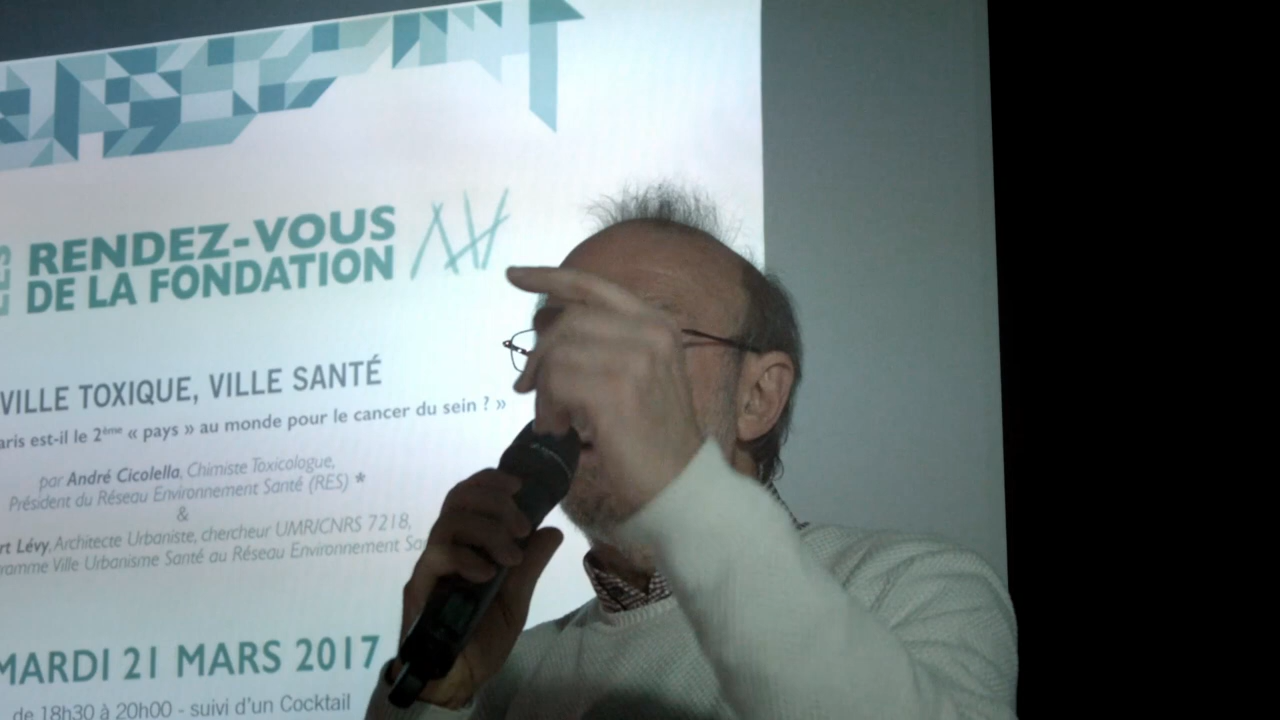 LES RENDEZ-VOUS
DE LA FONDATION
VILLE TOXIQUE, VILLE SANTÉ
aris est-il le 2ème « pays » au monde pour le cancer du sein ? »
par André Cicolella, Chimiste Toxicologue,
Président du Réseau Environnement Santé (RES) *
&
rt Lévy, Architecte Urbaniste, chercheur UMR/CNRS 7218,
ramme Ville Urbanisme Santé au Réseau Environnement Sa
MARDI 21 MARS 2017
de 18h30 à 20h00 - suivi d'un Cocktail